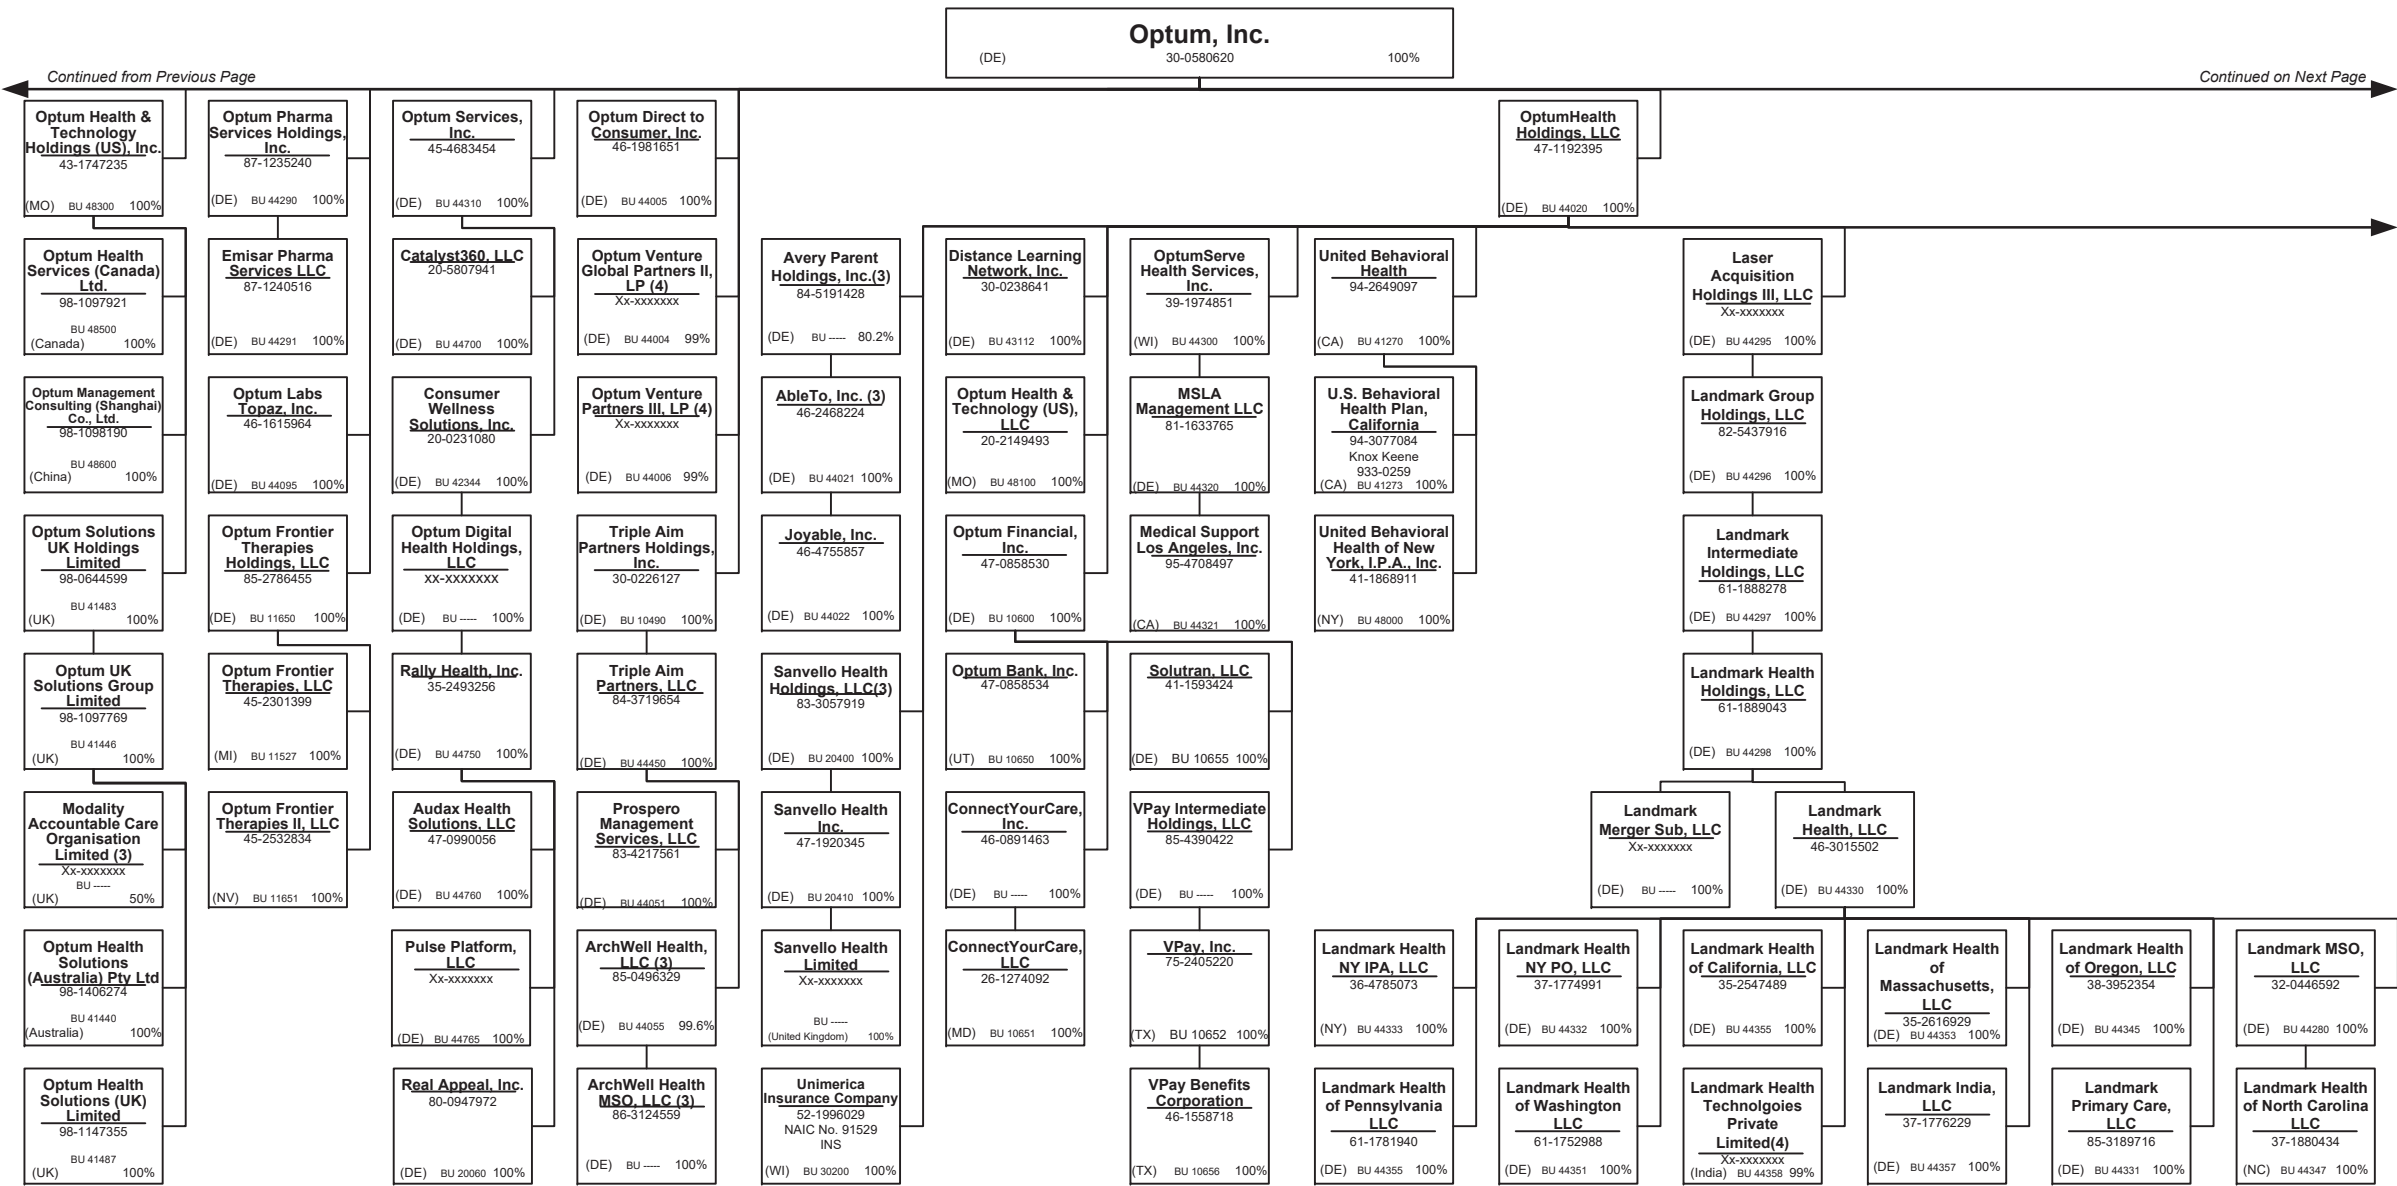 Optum, Inc.
(DE) 30-0580620 100%
Continued from Previous Page
Continued on Next Page
Optum Health &
Technology
Holdings (US), Inc.
43-1747235
(MO) BU 48300 100%
Optum Pharma
Services Holdings,
Inc.
87-1235240
(DE) BU 44290 100%
Optum Services,
Inc.
45-4683454
(DE) BU 44310 100%
Optum Direct to
Consumer, Inc.
46-1981651
(DE) BU 44005 100%
OptumHealth
Holdings, LLC
47-1192395
(DE) BU 44020 100%
Optum Health
Services (Canada)
Ltd.
98-1097921
BU 48500
(Canada) 100%
Emisar Pharma
Services LLC
87-1240516
(DE) BU 44291 100%
Catalyst360, LLC
20-5807941
(DE) BU 44700 100%
Optum Venture
Global Partners II,
LP (4)
Xx-xxxxxxx
(DE) BU 44004 99%
Avery Parent
Holdings, Inc.(3)
84-5191428
(DE) BU ----- 80.2%
Distance Learning
Network, Inc.
30-0238641
(DE) BU 43112 100%
OptumServe
Health Services,
Inc.
39-1974851
(WI) BU 44300 100%
United Behavioral
Health
94-2649097
(CA) BU 41270 100%
Laser
Acquisition
Holdings III, LLC
Xx-xxxxxxx
(DE) BU 44295 100%
Optum Management
Consulting (Shanghai)
Co., Ltd.
98-1098190
BU 48600
(China) 100%
Optum Labs
Topaz, Inc.
46-1615964
(DE) BU 44095 100%
Consumer
Wellness
Solutions, Inc.
20-0231080
(DE) BU 42344 100%
Optum Venture
Partners III, LP (4)
Xx-xxxxxxx
(DE) BU 44006 99%
AbleTo, Inc. (3)
46-2468224
(DE) BU 44021 100%
Optum Health &
Technology (US),
LLC
20-2149493
(MO) BU 48100 100%
MSLA
Management LLC
81-1633765
(DE) BU 44320 100%
U.S. Behavioral
Health Plan,
California
94-3077084
Knox Keene
933-0259
(CA) BU 41273 100%
Landmark Group
Holdings, LLC
82-5437916
(DE) BU 44296 100%
Optum Solutions
UK Holdings
Limited
98-0644599
BU 41483
(UK) 100%
Optum Frontier
Therapies
Holdings, LLC
85-2786455
(DE) BU 11650 100%
Optum Digital
Health Holdings,
LLC
xx-xxxxxxx
(DE) BU ----- 100%
Triple Aim
Partners Holdings,
Inc.
30-0226127
(DE) BU 10490 100%
Joyable, Inc.
46-4755857
(DE) BU 44022 100%
Optum Financial,
Inc.
47-0858530
(DE) BU 10600 100%
Medical Support
Los Angeles, Inc.
95-4708497
(CA) BU 44321 100%
United Behavioral
Health of New
York, I.P.A., Inc.
41-1868911
(NY) BU 48000 100%
Landmark
Intermediate
Holdings, LLC
61-1888278
(DE) BU 44297 100%
Optum UK
Solutions Group
Limited
98-1097769
BU 41446
(UK) 100%
Optum Frontier
Therapies, LLC
45-2301399
(MI) BU 11527 100%
Rally Health, Inc.
35-2493256
(DE) BU 44750 100%
Triple Aim
Partners, LLC
84-3719654
(DE) BU 44450 100%
Sanvello Health
Holdings, LLC(3)
83-3057919
(DE) BU 20400 100%
Optum Bank, Inc.
47-0858534
(UT) BU 10650 100%
Solutran, LLC
41-1593424
(DE) BU 10655 100%
Landmark Health
Holdings, LLC
61-1889043
(DE) BU 44298 100%
Modality
Accountable Care
Organisation
Limited (3)
Xx-xxxxxxx
BU -----
(UK) 50%
Optum Frontier
Therapies II, LLC
45-2532834
(NV) BU 11651 100%
Audax Health
Solutions, LLC
47-0990056
(DE) BU 44760 100%
Prospero
Management
Services, LLC
83-4217561
(DE) BU 44051 100%
Sanvello Health
Inc.
47-1920345
(DE) BU 20410 100%
ConnectYourCare,
Inc.
46-0891463
(DE) BU ----- 100%
VPay Intermediate
Holdings, LLC
85-4390422
(DE) BU ----- 100%
Landmark
Merger Sub, LLC
Xx-xxxxxxx
(DE) BU ----- 100%
Landmark
Health, LLC
46-3015502
(DE) BU 44330 100%
Optum Health
Solutions
(Australia) Pty Ltd
98-1406274
BU 41440
(Australia) 100%
Pulse Platform,
LLC
Xx-xxxxxxx
(DE) BU 44765 100%
ArchWell Health,
LLC (3)
85-0496329
(DE) BU 44055 99.6%
Sanvello Health
Limited
Xx-xxxxxxx
BU -----
(United Kingdom) 100%
ConnectYourCare,
LLC
26-1274092
(MD) BU 10651 100%
VPay, Inc.
75-2405220
(TX) BU 10652 100%
Landmark Health
NY IPA, LLC
36-4785073
(NY) BU 44333 100%
Landmark Health
NY PO, LLC
37-1774991
(DE) BU 44332 100%
Landmark Health
of California, LLC
35-2547489
(DE) BU 44355 100%
Landmark Health
of
Massachusetts,
LLC
35-2616929
(DE) BU 44353 100%
Landmark Health
of Oregon, LLC
38-3952354
(DE) BU 44345 100%
Landmark MSO,
LLC
32-0446592
(DE) BU 44280 100%
Optum Health
Solutions (UK)
Limited
98-1147355
BU 41487
(UK) 100%
Real Appeal, Inc.
80-0947972
(DE) BU 20060 100%
ArchWell Health
MSO, LLC (3)
86-3124559
(DE) BU ----- 100%
Unimerica
Insurance Company
52-1996029
NAIC No. 91529
INS
(WI) BU 30200 100%
VPay Benefits
Corporation
46-1558718
(TX) BU 10656 100%
Landmark Health
of Pennsylvania
LLC
61-1781940
(DE) BU 44355 100%
Landmark Health
of Washington
LLC
61-1752988
(DE) BU 44351 100%
Landmark Health
Technolgoies
Private
Limited(4)
Xx-xxxxxxx
(India) BU 44358 99%
Landmark India,
LLC
37-1776229
(DE) BU 44357 100%
Landmark
Primary Care,
LLC
85-3189716
(DE) BU 44331 100%
Landmark Health
of North Carolina
LLC
37-1880434
(NC) BU 44347 100%